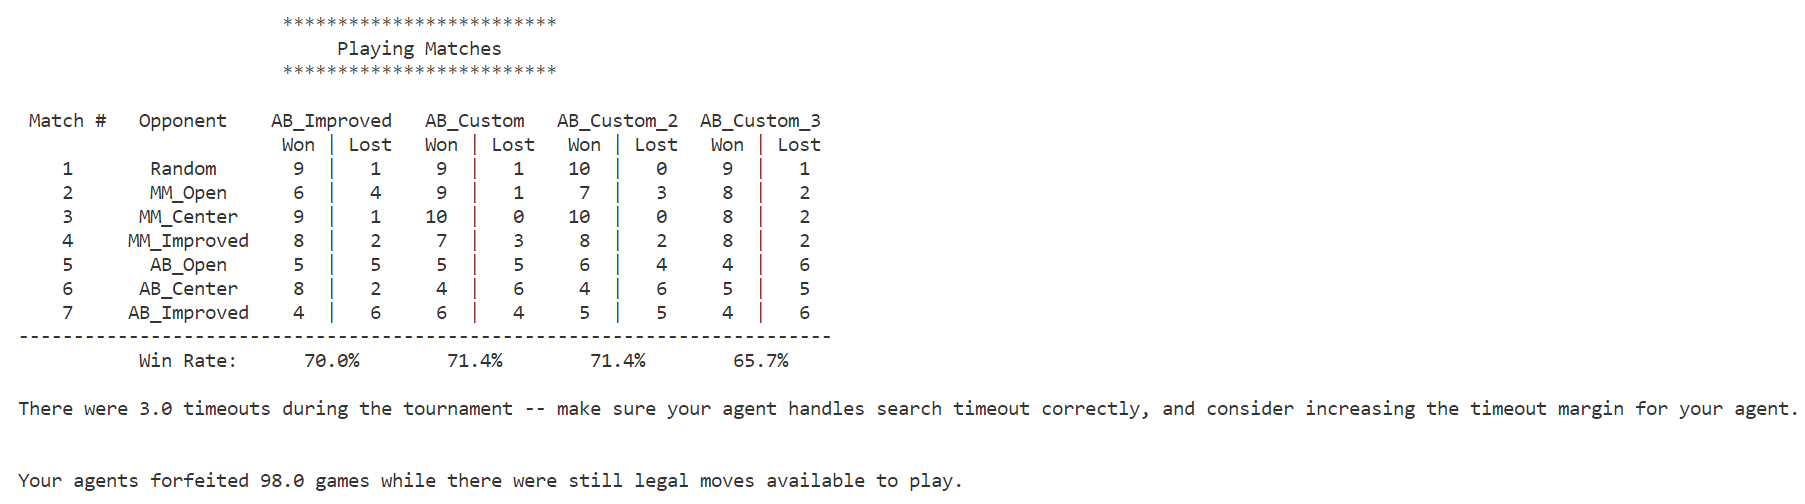 *************************
Playing Matches
*************************
Match # Opponent AB_Improved AB_Custom AB_Custom_2 AB_Custom_3
Won | Lost Won | Lost Won | Lost Won | Lost
1 Random 9 | 1 9 | 1 10 | 0 9 | 1
2 MM_Open 6 | 4 9 | 1 7 | 3 8 | 2
3 MM_Center 9 | 1 10 | 0 10 | 0 8 | 2
4 MM_Improved 8 | 2 7 | 3 8 | 2 8 | 2
5 AB_Open 5 | 5 5 | 5 6 | 4 4 | 6
6 AB_Center 8 | 2 4 | 6 4 | 6 5 | 5
7 AB_Improved 4 | 6 6 | 4 5 | 5 4 | 6
--------------------------------------------------------------------------
Win Rate: 70.0% 71.4% 71.4% 65.7%
There were 3.0 timeouts during the tournament -- make sure your agent handles search timeout correctly, and consider increasing the timeout margin for your agent.
Your agents forfeited 98.0 games while there were still legal moves available to play.